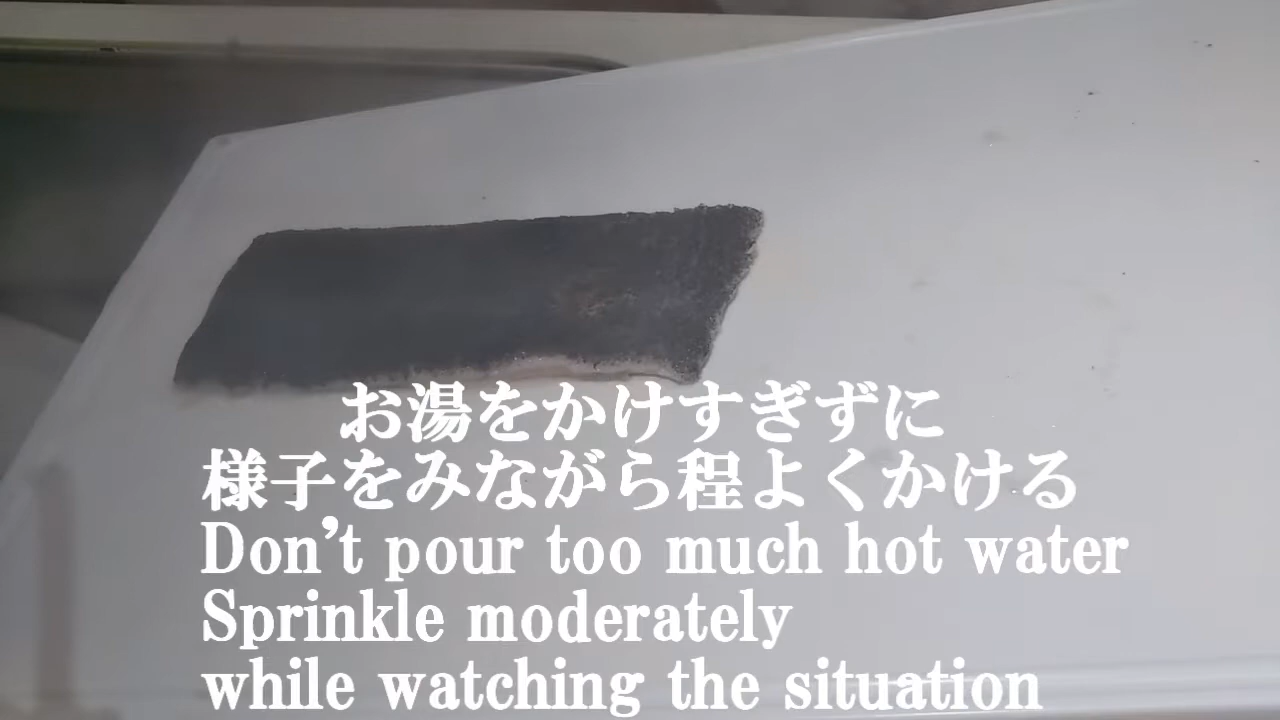 お湯をかけすぎずに
様子をみながら程よくかける
Don't pour too much hot water
Sprinkle moderately
while watching the situation